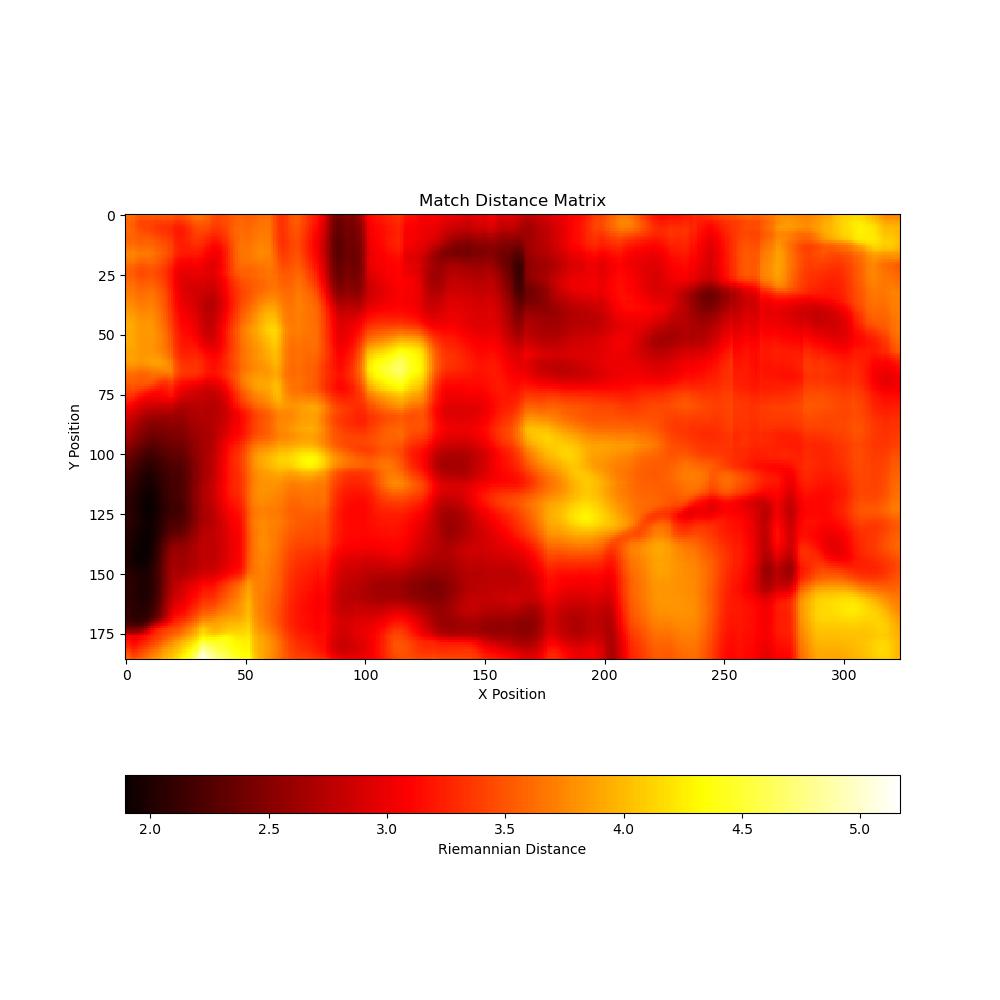 Match Distance Matrix
0
25
50
75
100
125
150
175
Y Position
0 50 100 150 200 250 300
X Position
2.0 2.5 3.0 3.5 4.0 4.5 5.0
Riemannian Distance